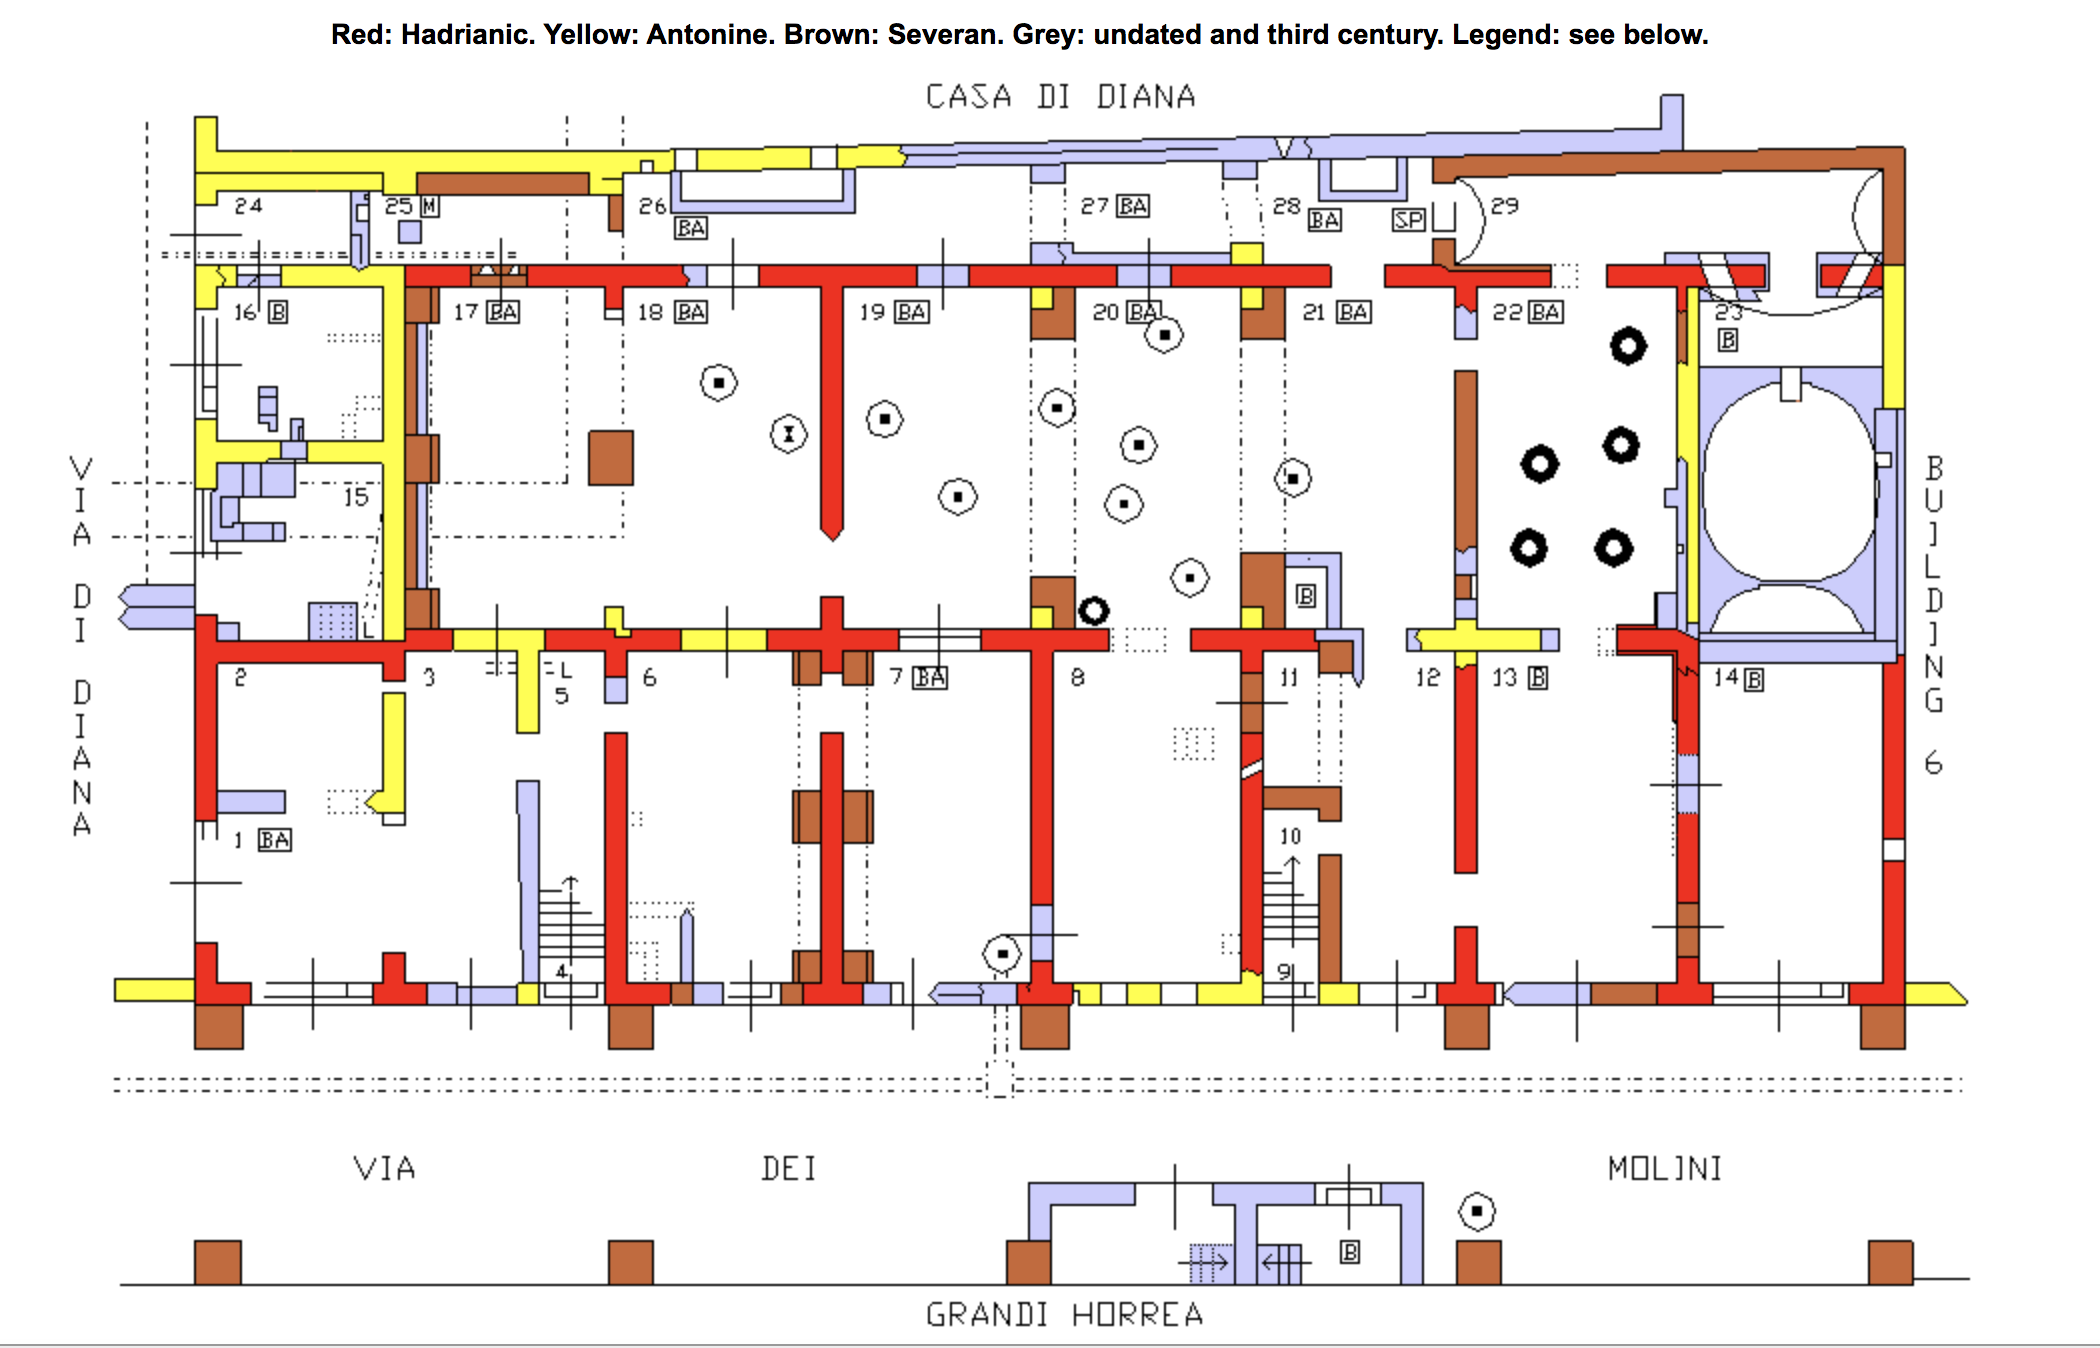 Red: Hadrianic. Yellow: Antonine. Brown: Severan. Grey: undated and third century. Legend: see below.
CASA DI DIANA
24
25 M
26
BA
27 BA
28
BA
SP
29
16 B
17 BA
18 BA
19 BA
20 BA
21 BA
22 BA
23
B
15
VIA DI DIANA
BUILDING 6
B
L
2
3
L
5
6
7 BA
8
11
12
13 B
14 B
1 BA
10
4
9
VIA DEI MOLINI
B
GRANDI HORREA